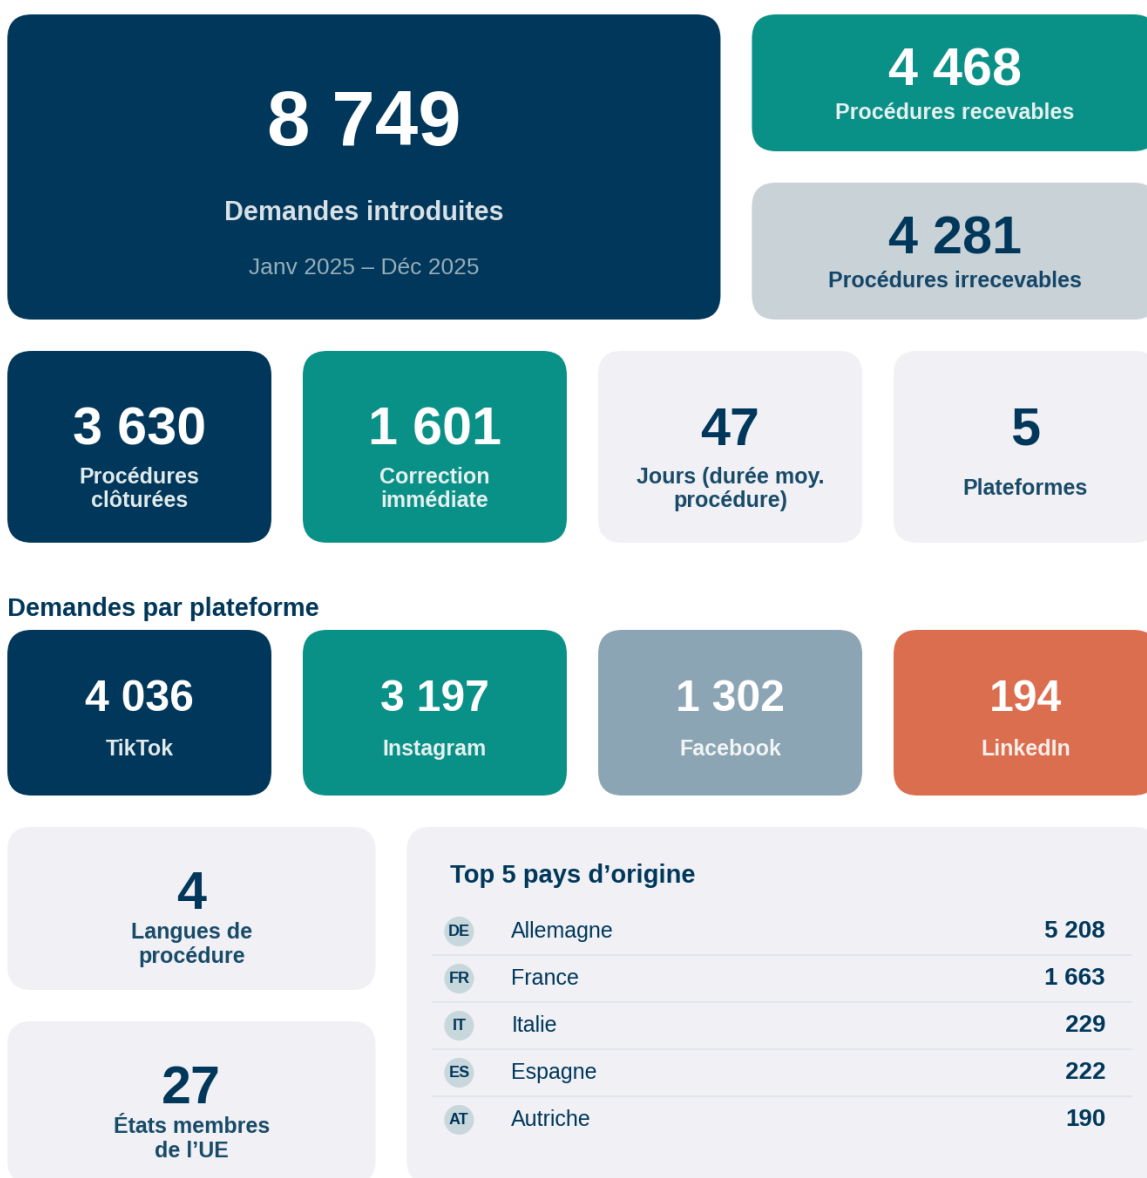 8 749
Demandes introduites
Janv 2025 – Déc 2025
4 468
Procédures recevables
4 281
Procédures irrecevables
3 630
Procédures
clôturées
1 601
Correction
immédiate
47
Jours (durée moy.
procédure)
5
Plateformes
Demandes par plateforme
4 036
TikTok
3 197
Instagram
1 302
Facebook
194
LinkedIn
4
Langues de
procédure
27
États membres
de l’UE
Top 5 pays d’origine
DE Allemagne 5 208
FR France 1 663
IT Italie 229
ES Espagne 222
AT Autriche 190